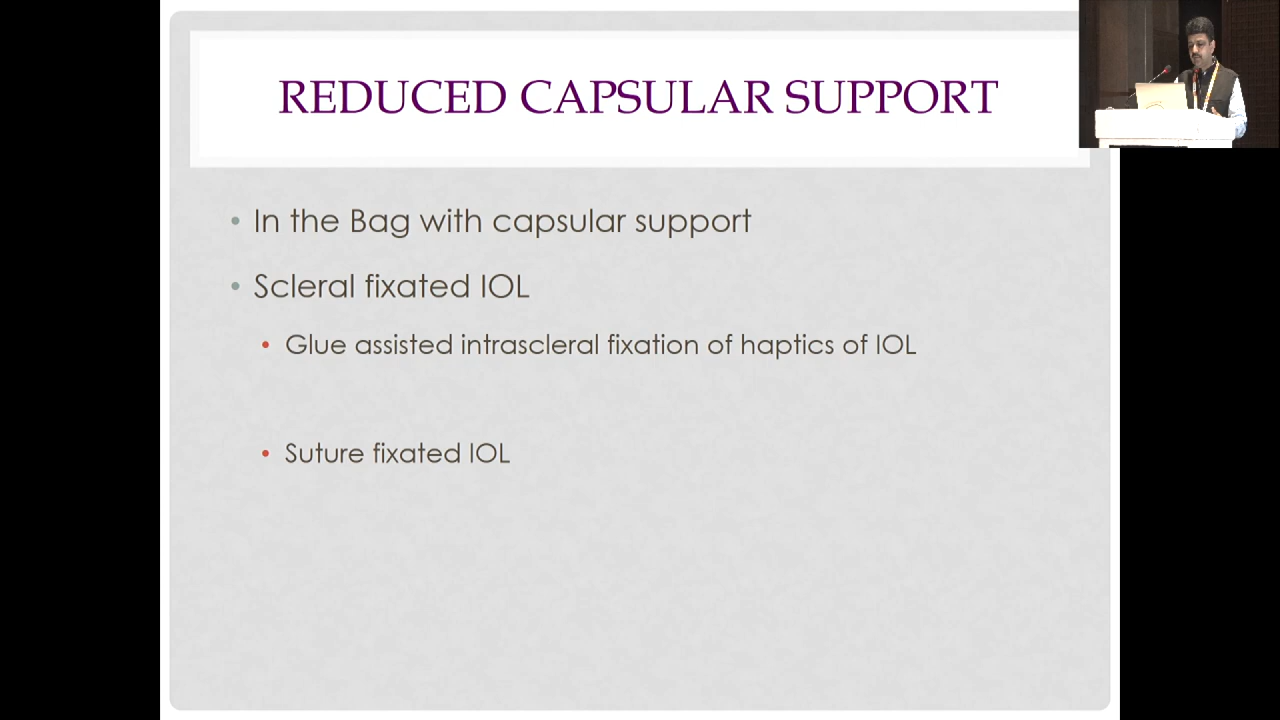 REDUCED CAPSULAR SUPPORT
In the Bag with capsular support
Scleral fixated IOL
Glue assisted intrascleral fixation of haptics of IOL
Suture fixated IOL